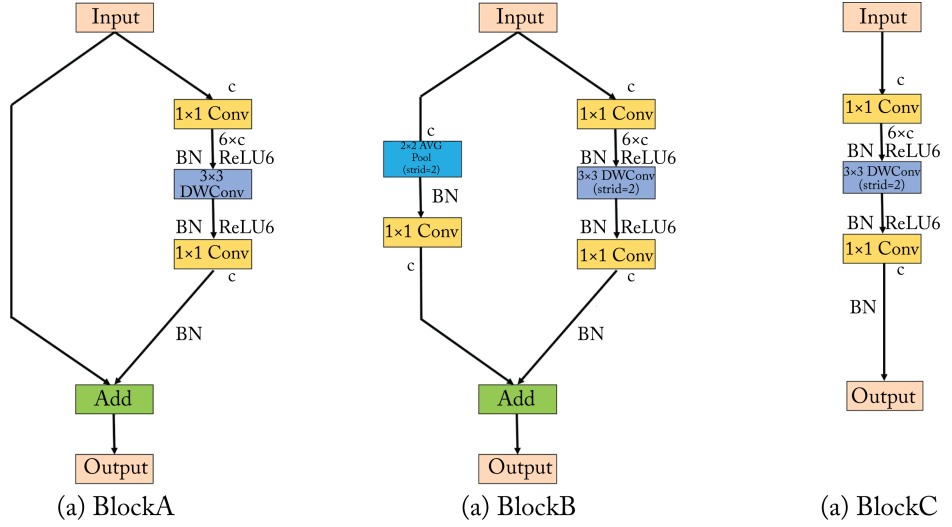 Input
c
1×1 Conv
6×c
BN ReLU6
3×3
DWConv
BN ReLU6
1×1 Conv
c
BN
Add
Output
(a) BlockA
Input
c
2×2 AVG
Pool
(strid=2)
BN
1×1 Conv
c
c
1×1 Conv
6×c
BN ReLU6
3×3 DWConv
(strid=2)
BN ReLU6
1×1 Conv
c
BN
Add
Output
(a) BlockB
Input
c
1×1 Conv
6×c
BN ReLU6
3×3 DWConv
(strid=2)
BN ReLU6
1×1 Conv
c
BN
Output
(a) BlockC